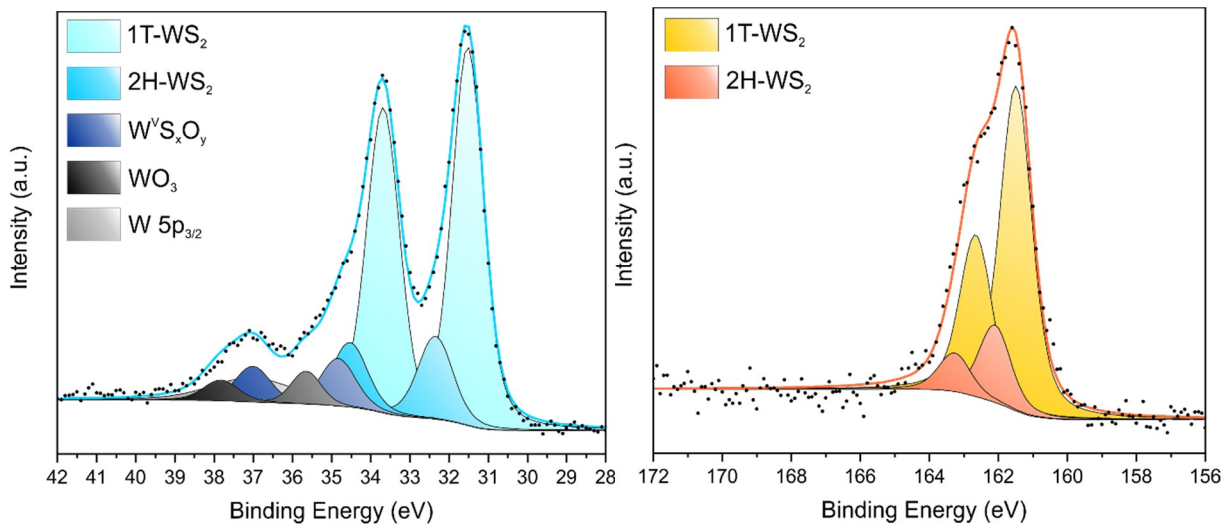 1T-WS₂
2H-WS₂
WⱽSₓOᵧ
WO₃
W 5p₃/₂
Intensity (a.u.)
42 41 40 39 38 37 36 35 34 33 32 31 30 29 28
Binding Energy (eV)
1T-WS₂
2H-WS₂
Intensity (a.u.)
172 170 168 166 164 162 160 158 156
Binding Energy (eV)